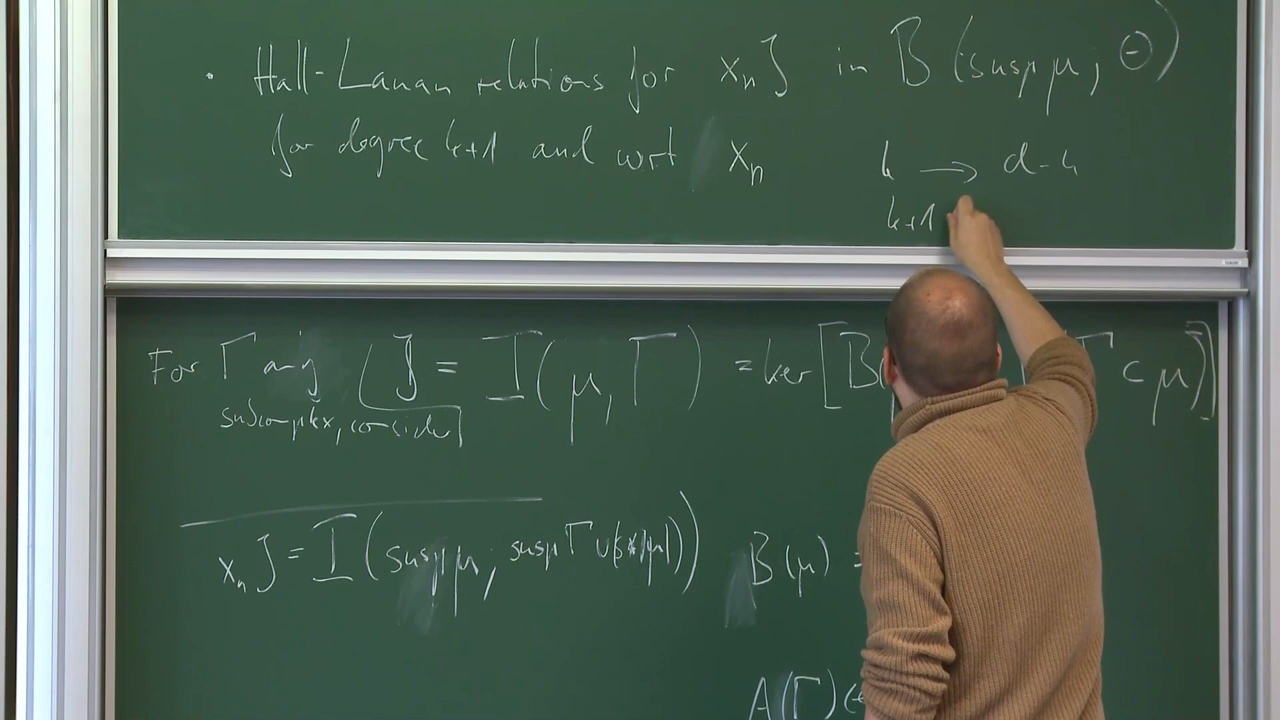 · Hall-Laman relations for x_n J in B(susp μ; Θ)
for degree k+1 and wrt x_n k → d-k
k+1
For Γ any J = I(μ, Γ) = ker [B( Γ ⊂ μ)]
subcomplex, consider
x_n J = I(susp μ; susp Γ ∪ B(μ) =
A(Γ)